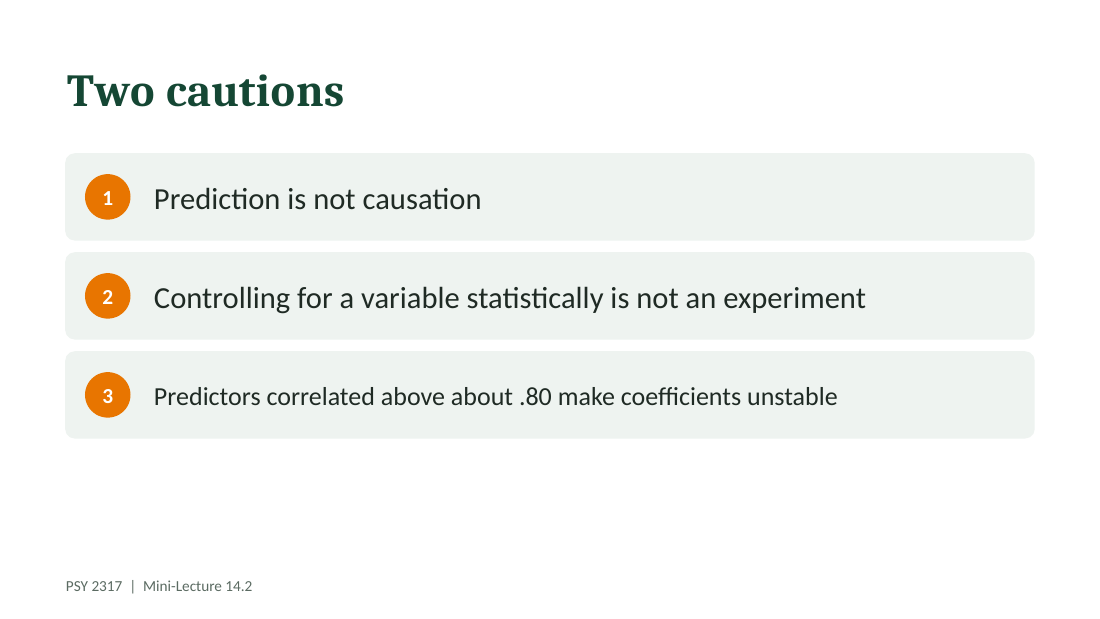 Two cautions
1 Prediction is not causation
2 Controlling for a variable statistically is not an experiment
3 Predictors correlated above about .80 make coefficients unstable
PSY 2317 | Mini-Lecture 14.2